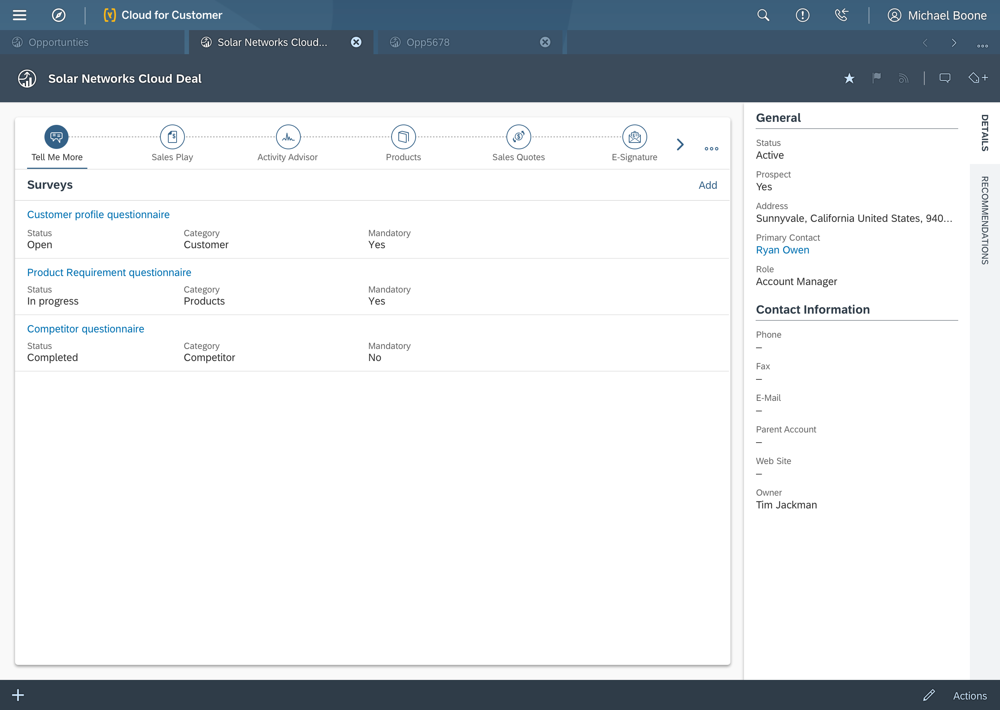 Cloud for Customer
Michael Boone
Opportunties
Solar Networks Cloud...
Opp5678
Solar Networks Cloud Deal
Tell Me More
Sales Play
Activity Advisor
Products
Sales Quotes
E-Signature
Surveys
Add
Customer profile questionnaire
Status
Category
Mandatory
Open
Customer
Yes
Product Requirement questionnaire
Status
Category
Mandatory
In progress
Products
Yes
Competitor questionnaire
Status
Category
Mandatory
Completed
Competitor
No
General
Status
Active
Prospect
Yes
Address
Sunnyvale, California United States, 940...
Primary Contact
Ryan Owen
Role
Account Manager
Contact Information
Phone
–
Fax
–
E-Mail
–
Parent Account
–
Web Site
–
Owner
Tim Jackman
DETAILS
RECOMMENDATIONS
Actions